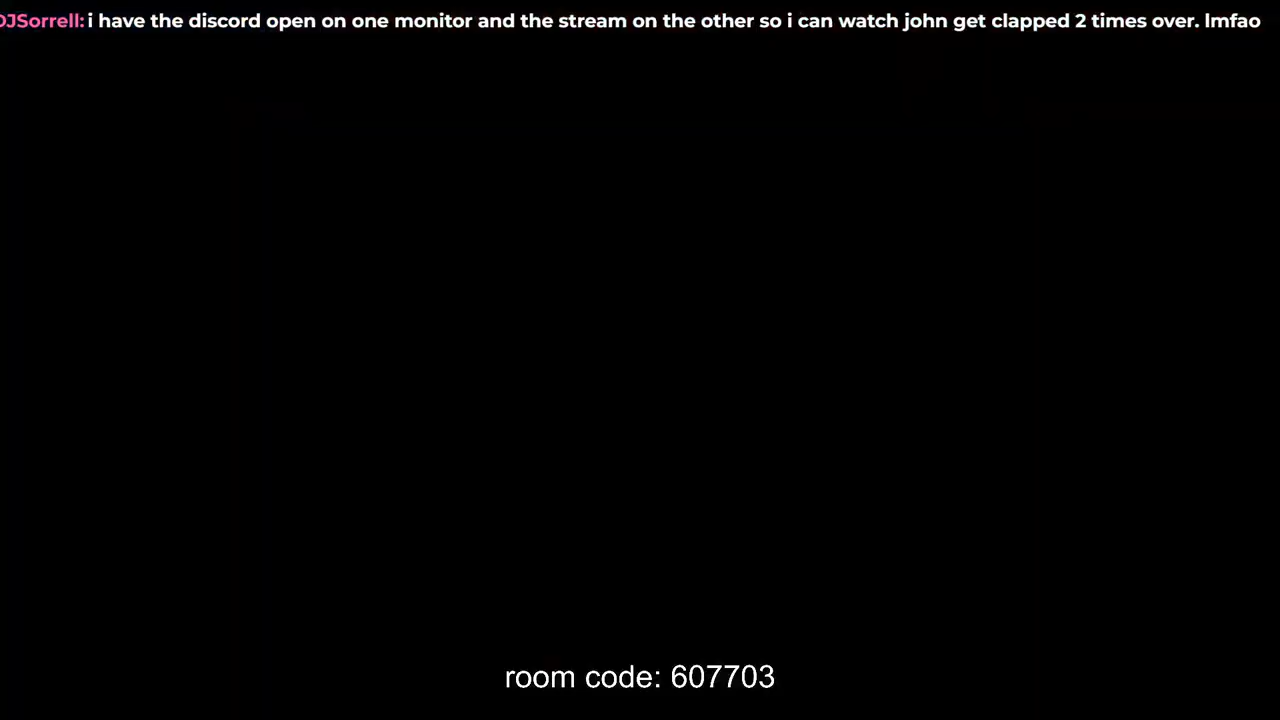 DJSorrell: i have the discord open on one monitor and the stream on the other so i can watch john get clapped 2 times over. lmfao
room code: 607703